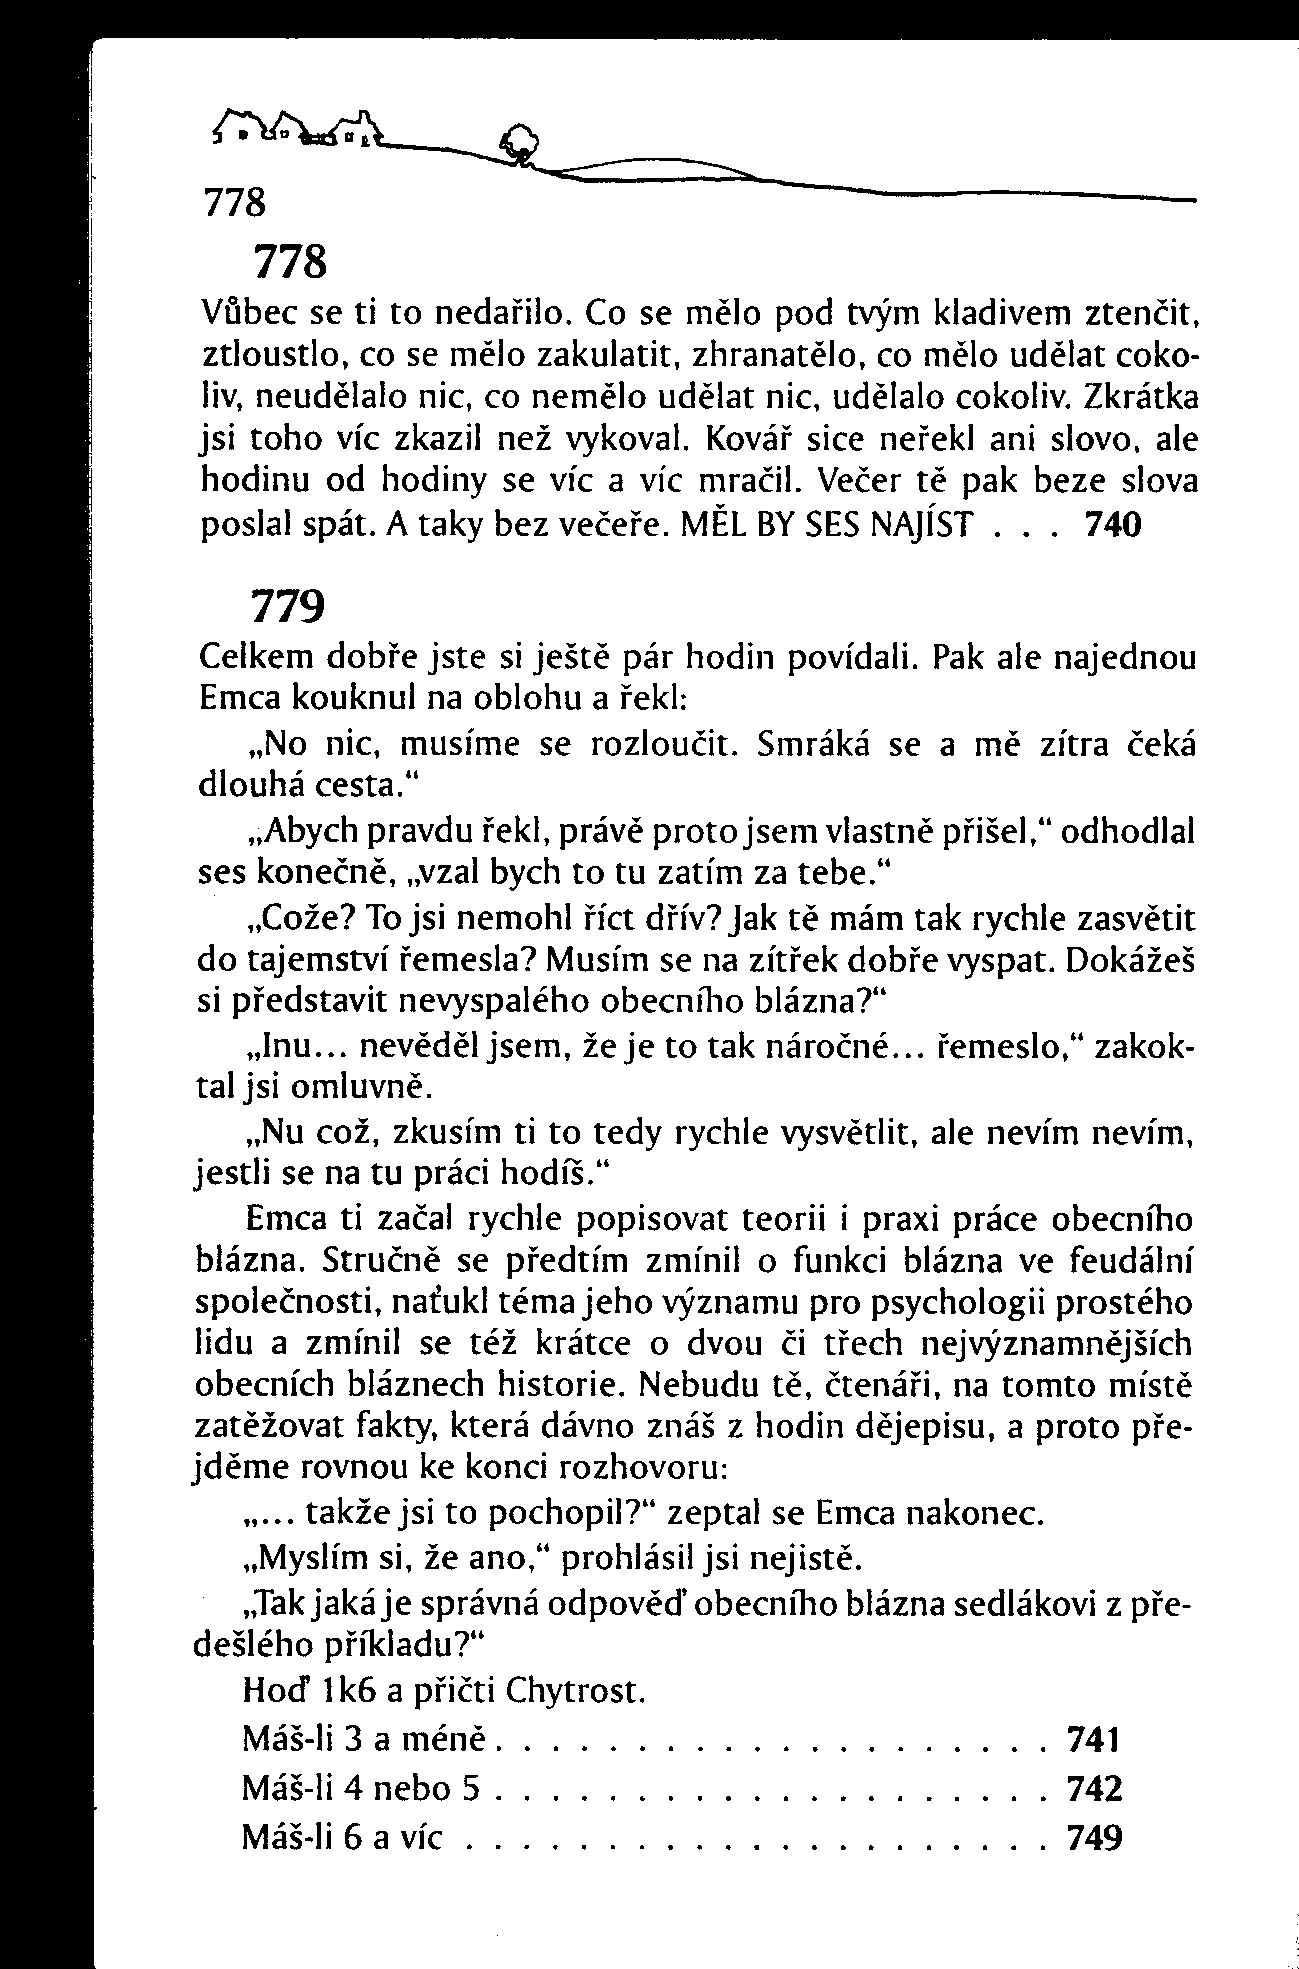 778
778
Vůbec se ti to nedařilo. Co se mělo pod tvým kladivem ztenčit,
ztloustlo, co se mělo zakulatit, zhranatělo, co mělo udělat coko-
liv, neudělalo nic, co nemělo udělat nic, udělalo cokoliv. Zkrátka
jsi toho víc zkazil než vykoval. Kovář sice neřekl ani slovo, ale
hodinu od hodiny se víc a víc mračil. Večer tě pak beze slova
poslal spát. A taky bez večeře. MĚL BY SES NAJÍST . . . 740
779
Celkem dobře jste si ještě pár hodin povídali. Pak ale najednou
Emca kouknul na oblohu a řekl:
„No nic, musíme se rozloučit. Smráká se a mě zítra čeká
dlouhá cesta.“
„Abych pravdu řekl, právě proto jsem vlastně přišel,“ odhodlal
ses konečně, „vzal bych to tu zatím za tebe.“
„Cože? To jsi nemohl říct dřív? Jak tě mám tak rychle zasvětit
do tajemství řemesla? Musím se na zítřek dobře vyspat. Dokážeš
si představit nevyspalého obecního blázna?“
„Inu... nevěděl jsem, že je to tak náročné... řemeslo,“ zakok-
tal jsi omluvně.
„Nu což, zkusím ti to tedy rychle vysvětlit, ale nevím nevím,
jestli se na tu práci hodíš.“
Emca ti začal rychle popisovat teorii i praxi práce obecního
blázna. Stručně se předtím zmínil o funkci blázna ve feudální
společnosti, naťukl téma jeho významu pro psychologii prostého
lidu a zmínil se též krátce o dvou či třech nejvýznamnějších
obecních bláznech historie. Nebudu tě, čtenáři, na tomto místě
zatěžovat fakty, která dávno znáš z hodin dějepisu, a proto pře-
jděme rovnou ke konci rozhovoru:
„... takže jsi to pochopil?“ zeptal se Emca nakonec.
„Myslím si, že ano,“ prohlásil jsi nejistě.
„Tak jaká je správná odpověď obecního blázna sedlákovi z pře-
dešlého příkladu?“
Hoď 1k6 a přičti Chytrost.
Máš-li 3 a méně . . . . . . . . . . . . . . . . . . . . 741
Máš-li 4 nebo 5 . . . . . . . . . . . . . . . . . . . . 742
Máš-li 6 a víc . . . . . . . . . . . . . . . . . . . . . 749